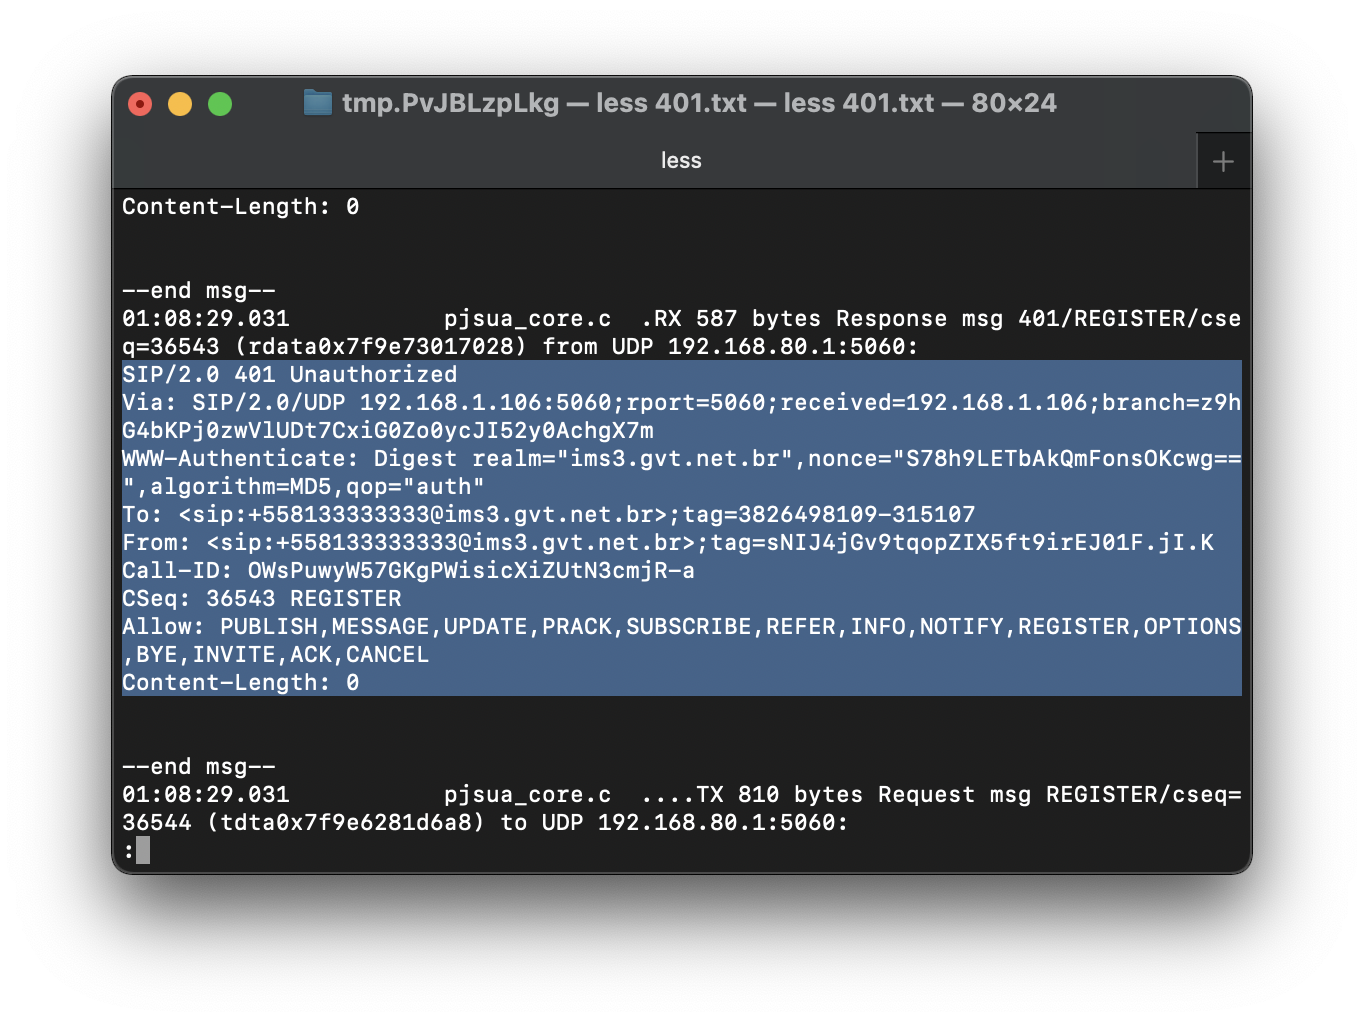 tmp.PvJBLzpLkg — less 401.txt — less 401.txt — 80×24
less
+
Content-Length: 0
--end msg--
01:08:29.031           pjsua_core.c  .RX 587 bytes Response msg 401/REGISTER/cse
q=36543 (rdata0x7f9e73017028) from UDP 192.168.80.1:5060:
SIP/2.0 401 Unauthorized
Via: SIP/2.0/UDP 192.168.1.106:5060;rport=5060;received=192.168.1.106;branch=z9h
G4bKPj0zwVlUDt7CxiG0Zo0ycJI52y0AchgX7m
WWW-Authenticate: Digest realm="ims3.gvt.net.br",nonce="S78h9LETbAkQmFonsOKcwg==
",algorithm=MD5,qop="auth"
To: <sip:+558133333333@ims3.gvt.net.br>;tag=3826498109-315107
From: <sip:+558133333333@ims3.gvt.net.br>;tag=sNIJ4jGv9tqopZIX5ft9irEJ01F.jI.K
Call-ID: OWsPuwyW57GKgPWisicXiZUtN3cmjR-a
CSeq: 36543 REGISTER
Allow: PUBLISH,MESSAGE,UPDATE,PRACK,SUBSCRIBE,REFER,INFO,NOTIFY,REGISTER,OPTIONS
,BYE,INVITE,ACK,CANCEL
Content-Length: 0
--end msg--
01:08:29.031           pjsua_core.c  ....TX 810 bytes Request msg REGISTER/cseq=
36544 (tdta0x7f9e6281d6a8) to UDP 192.168.80.1:5060:
: